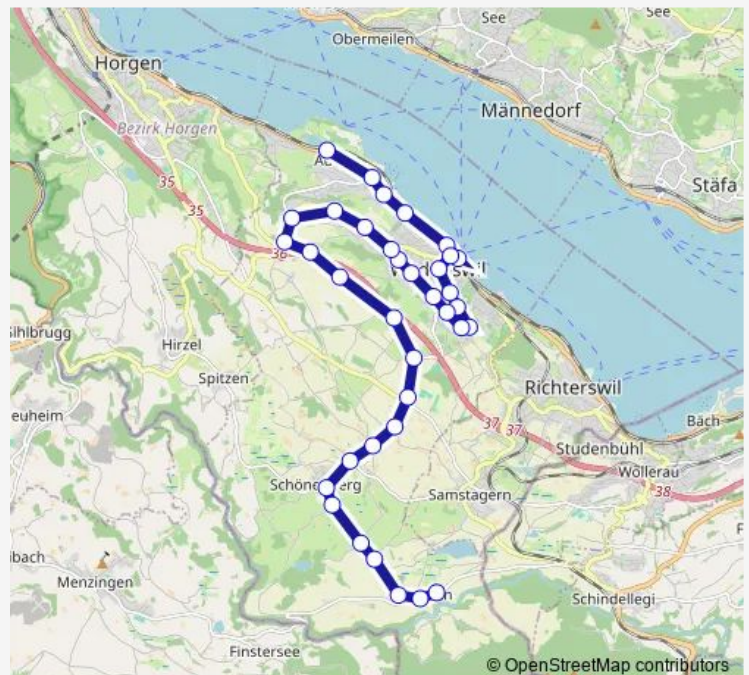 See
See
Obermeilen
Horgen
Männedorf
Bezirk Horgen
Stäfa
35
35
36
Sihlbrugg
Hirzel
Spitzen
Richterswil
euheim
37 37
Bäch
Studenbühl
Wollerau
Samstagern
38
ibach
Menzingen
Schindellegi
Finstersee
© OpenStreetMap contributors